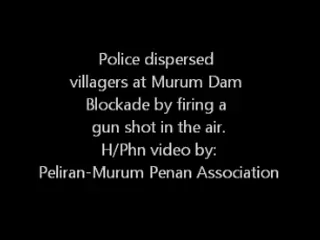 Police dispersed
villagers at Murum Dam
Blockade by firing a
gun shot in the air.
H/Phn video by:
Peliran-Murum Penan Association